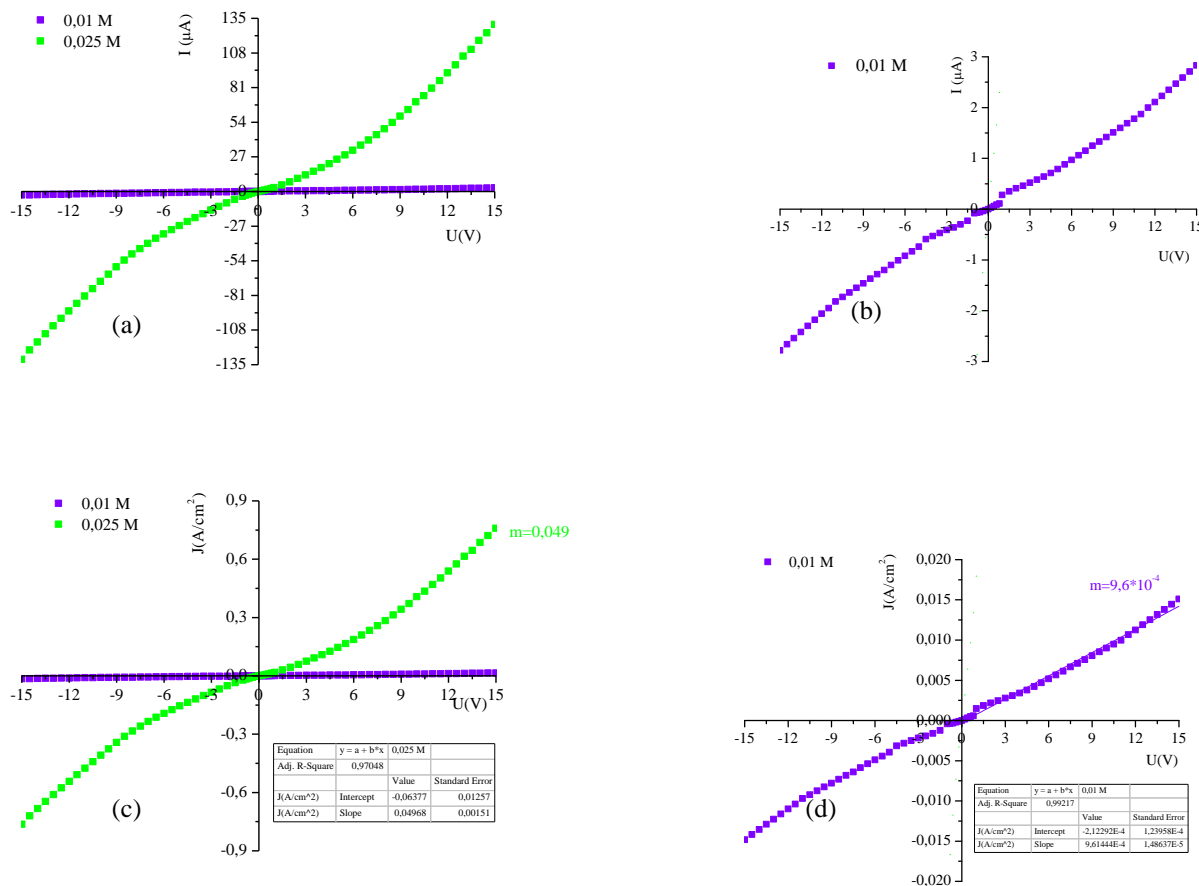 0,01 M
0,025 M
I (μA)
135
108
81
54
27
0
-27
-54
-81
-108
-135
-15 -12 -9 -6 -3 0 3 6 9 12 15
U(V)
(a)
0,01 M
I (μA)
3
2
1
0
-1
-2
-3
-15 -12 -9 -6 -3 0 3 6 9 12 15
U(V)
(b)
0,01 M
0,025 M
J(A/cm²)
0,9
0,6
0,3
0,0
-0,3
-0,6
-0,9
-15 -12 -9 -6 -3 0 3 6 9 12 15
U(V)
m=0,049
Equation y = a + b*x 0,025 M
Adj. R-Square 0,97048
Value Standard Error
J(A/cm^2) Intercept -0,06377 0,01257
J(A/cm^2) Slope 0,04968 0,00151
(c)
0,01 M
J(A/cm²)
0,020
0,015
0,010
0,005
0,000
-0,005
-0,010
-0,015
-0,020
-15 -12 -9 -6 -3 0 3 6 9 12 15
U(V)
m=9,6*10⁻⁴
Equation y = a + b*x 0,01 M
Adj. R-Square 0,99217
Value Standard Error
J(A/cm^2) Intercept -2,12292E-4 1,23958E-4
J(A/cm^2) Slope 9,61444E-4 1,48637E-5
(d)